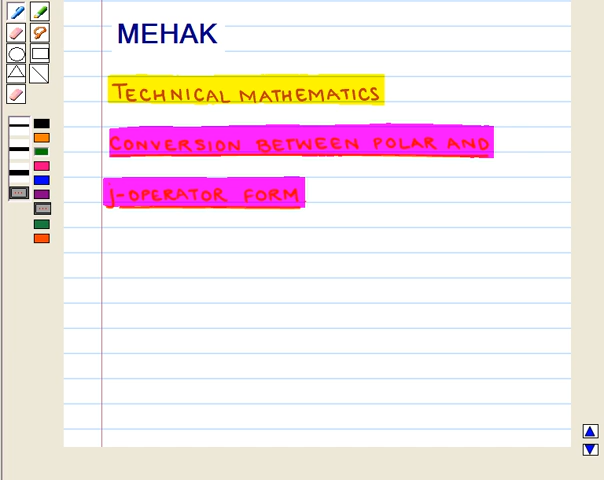 MEHAK
TECHNICAL MATHEMATICS
CONVERSION BETWEEN POLAR AND
j-OPERATOR FORM